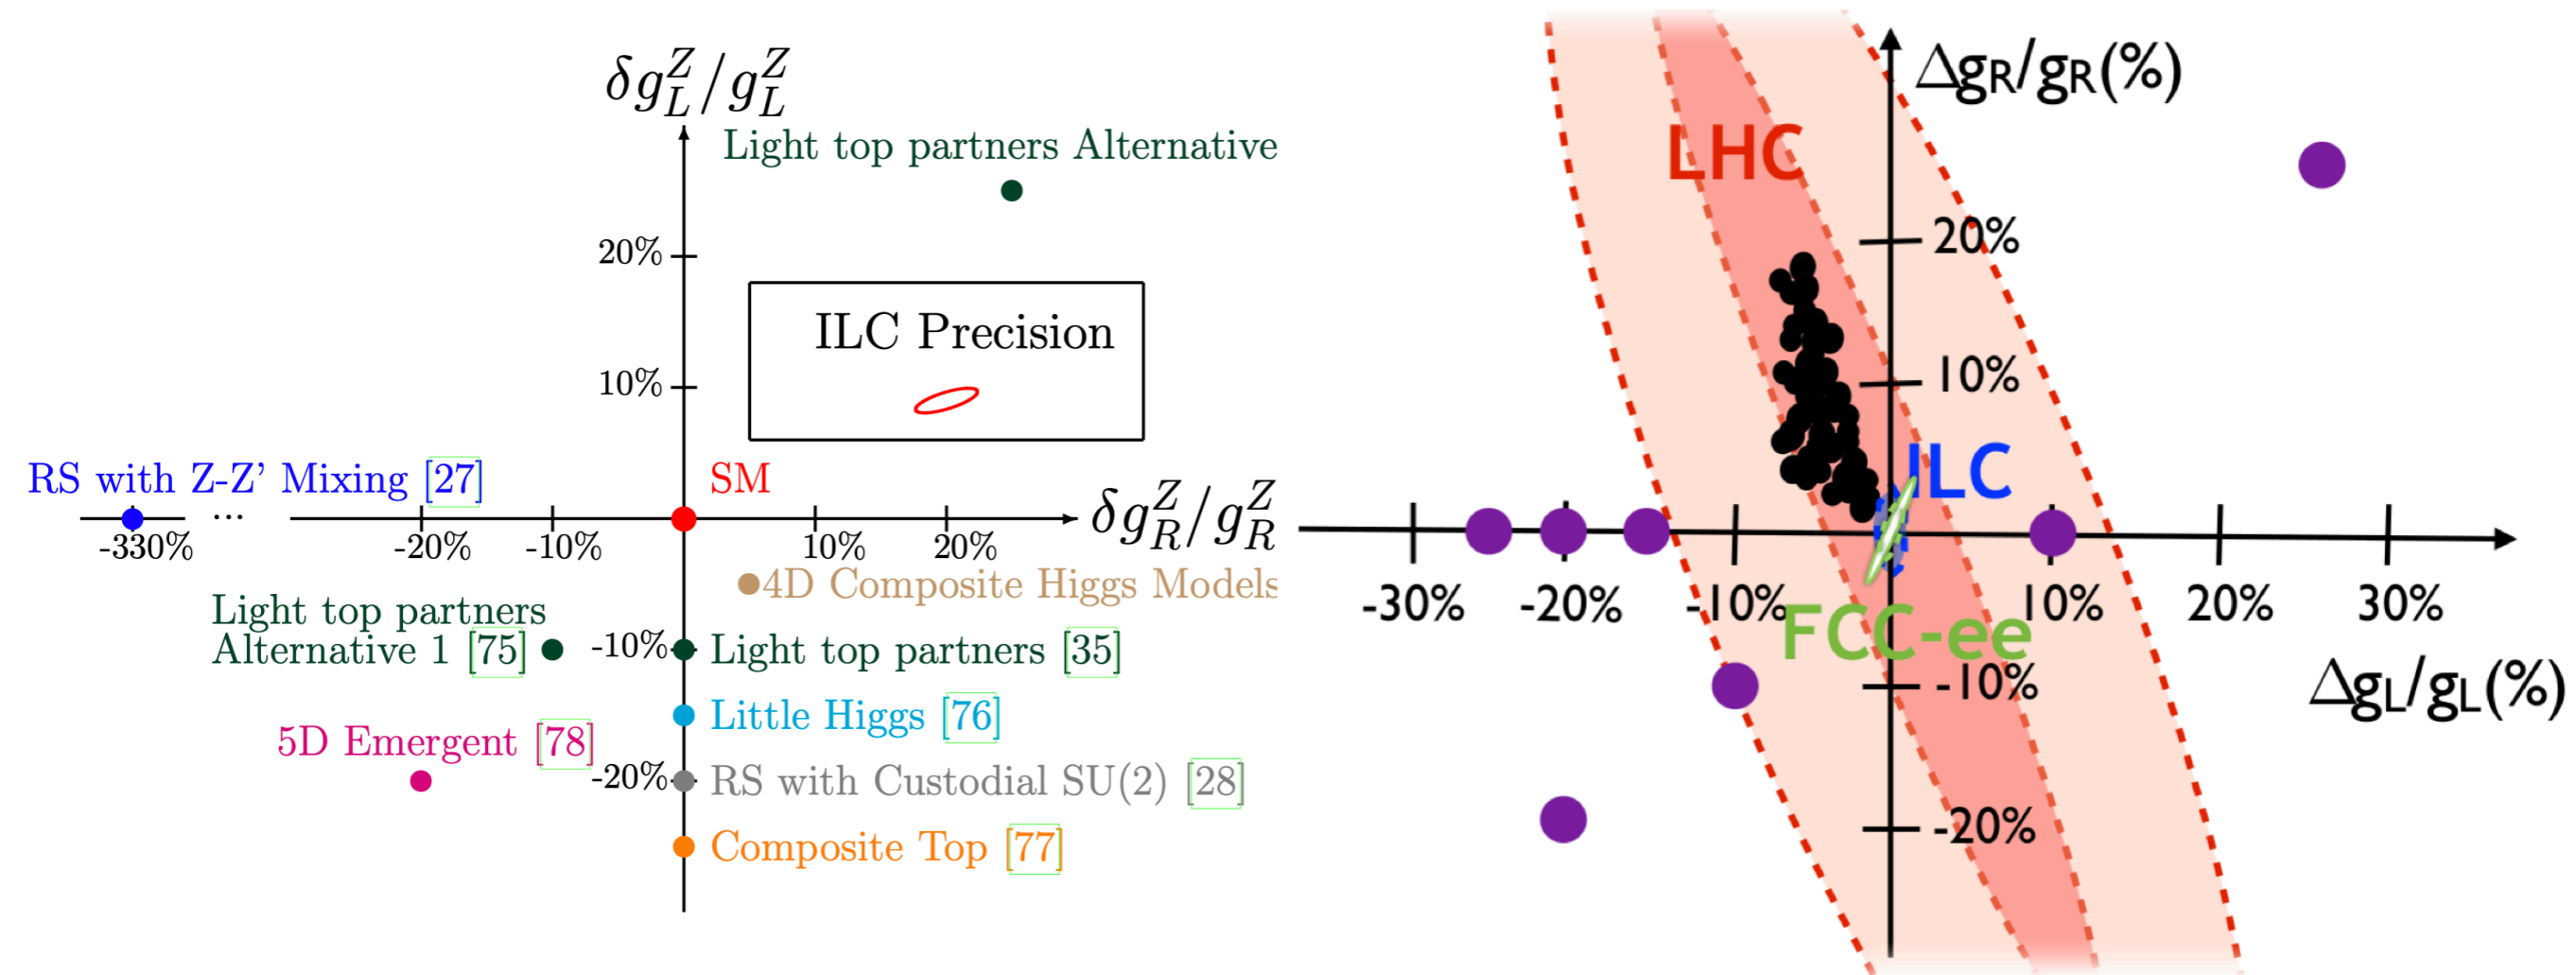 δg_L^Z/g_L^Z
Light top partners Alternative
20%
ILC Precision
10%
RS with Z-Z' Mixing [27]
SM
...
δg_R^Z/g_R^Z
-330%
-20%
-10%
10%
20%
4D Composite Higgs Models
Light top partners
Alternative 1 [75]
-10%
Light top partners [35]
Little Higgs [76]
5D Emergent [78]
-20%
RS with Custodial SU(2) [28]
Composite Top [77]
ΔgR/gR(%)
LHC
20%
10%
ILC
-30%
-20%
-10%
10%
20%
30%
FCC-ee
-10%
ΔgL/gL(%)
-20%